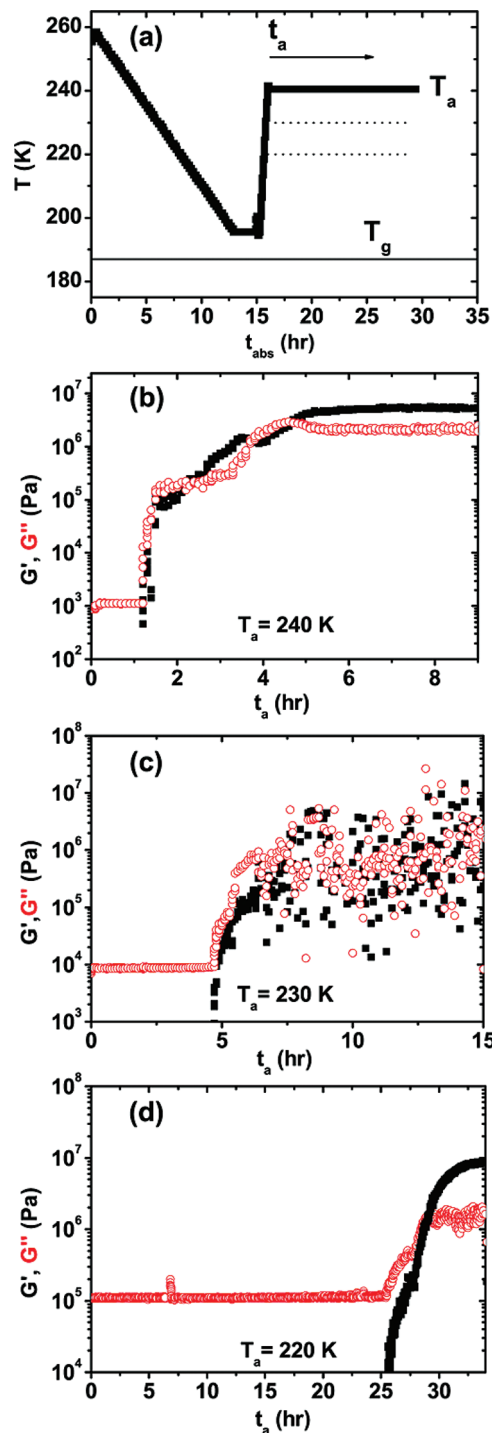 (a)
t_a
T_a
T_g
T (K)
260
240
220
200
180
0 5 10 15 20 25 30 35
t_abs (hr)
(b)
G', G" (Pa)
10^7
10^6
10^5
10^4
10^3
10^2
T_a = 240 K
2 4 6 8
t_a (hr)
(c)
G', G" (Pa)
10^8
10^7
10^6
10^5
10^4
10^3
T_a = 230 K
0 5 10 15
t_a (hr)
(d)
G', G" (Pa)
10^8
10^7
10^6
10^5
10^4
T_a = 220 K
0 5 10 15 20 25 30
t_a (hr)